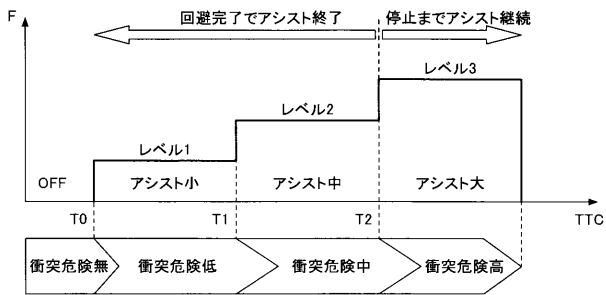 F
回避完了でアシスト終了
停止までアシスト継続
レベル1
レベル2
レベル3
OFF
アシスト小
アシスト中
アシスト大
T0
T1
T2
TTC
衝突危険無
衝突危険低
衝突危険中
衝突危険高